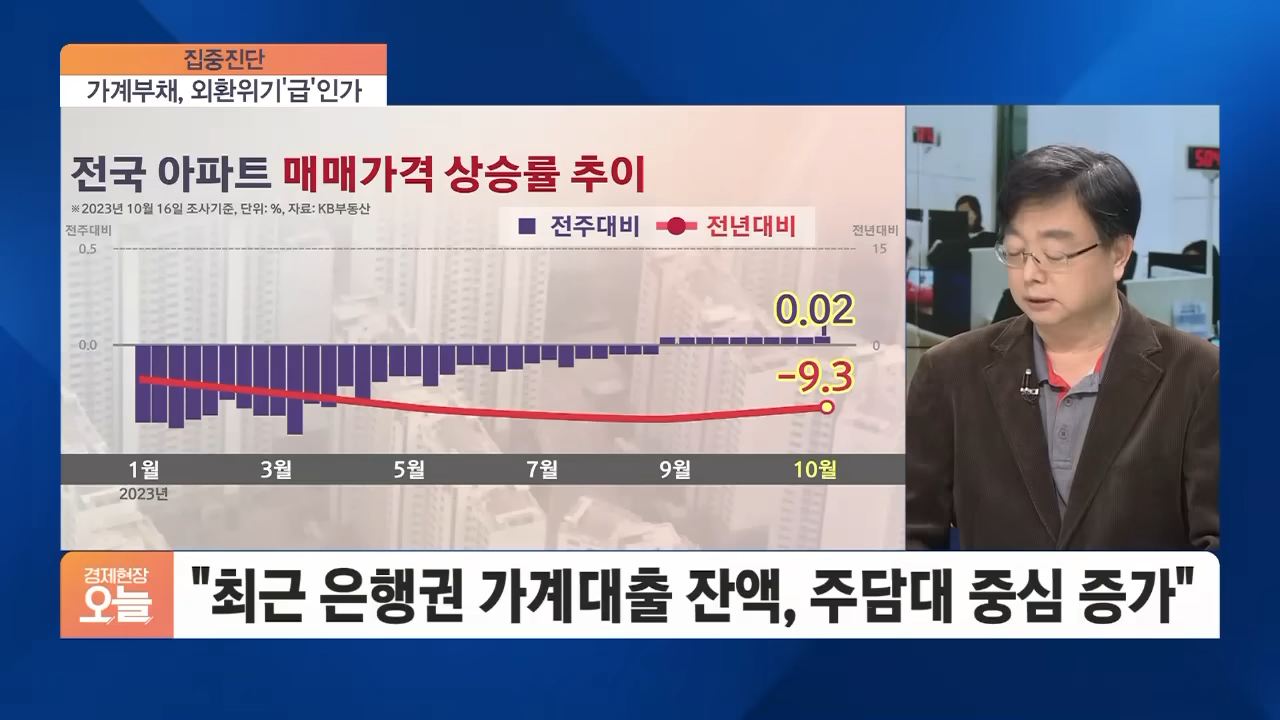 집중진단
가계부채, 외환위기'급'인가
전국 아파트 매매가격 상승률 추이
※2023년 10월 16일 조사기준, 단위: %, 자료: KB부동산
전주대비 전년대비
전주대비 전년대비
0.5 15
0.02
0.0 0
-9.3
1월 3월 5월 7월 9월 10월
2023년
경제현장
오늘
"최근 은행권 가계대출 잔액, 주담대 중심 증가"